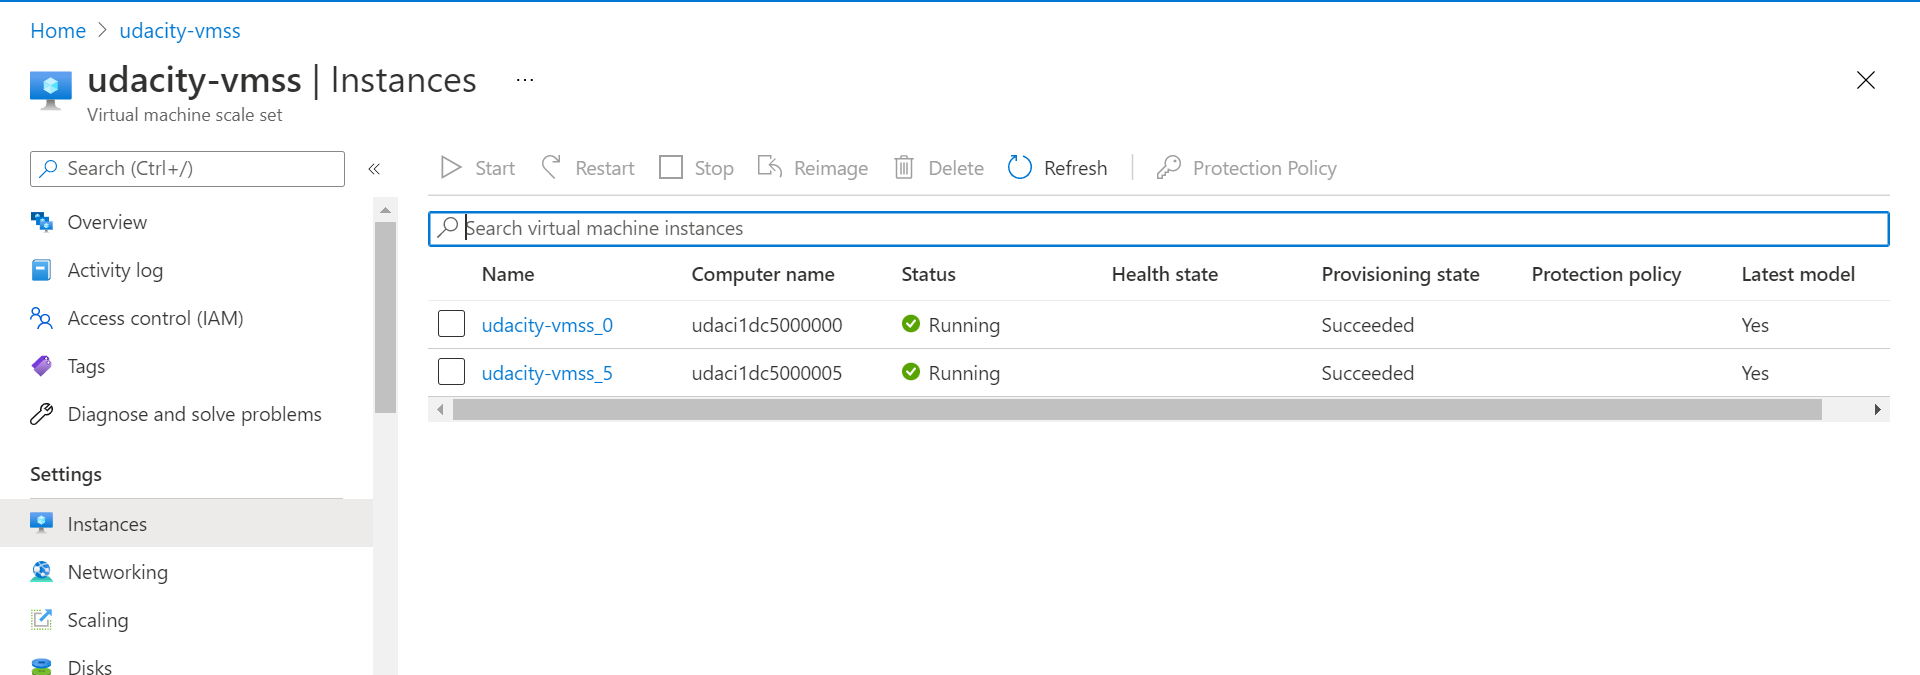 Home > udacity-vmss
udacity-vmss | Instances ...
Virtual machine scale set
Search (Ctrl+/) «
Overview
Activity log
Access control (IAM)
Tags
Diagnose and solve problems
Settings
Instances
Networking
Scaling
Disks
Start Restart Stop Reimage Delete Refresh Protection Policy
Search virtual machine instances
Name Computer name Status Health state Provisioning state Protection policy Latest model
udacity-vmss_0 udaci1dc5000000 Running Succeeded Yes
udacity-vmss_5 udaci1dc5000005 Running Succeeded Yes